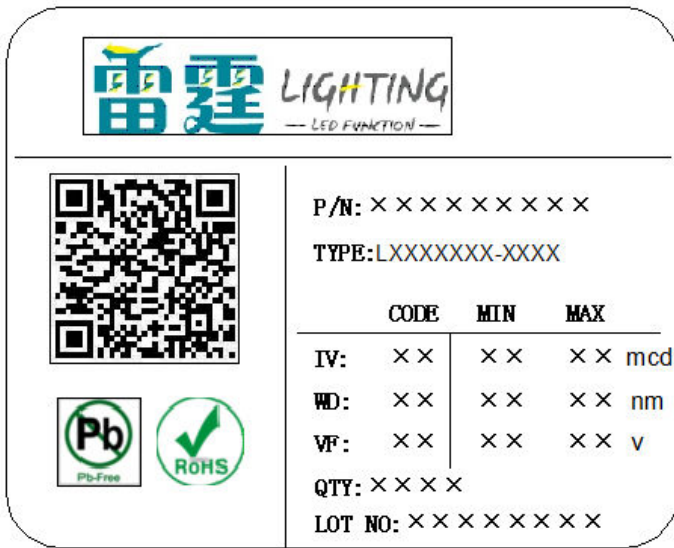 雷霆 LIGHTING
— LED FUNCTION —
P/N: × × × × × × × × ×
TYPE:LXXXXXXX-XXXX
CODE MIN MAX
IV: ×× ×× ×× mcd
WD: ×× ×× ×× nm
VF: ×× ×× ×× v
Pb
Pb-Free
RoHS
QTY: × × × ×
LOT NO: × × × × × × × ×